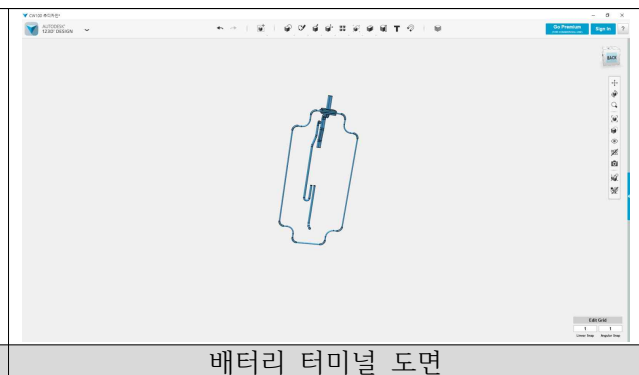 AUTODESK®
123D® DESIGN
Go Premium
Sign In
?
BACK
Edit Grid
1
1
Linear Snap
Angular Snap
배터리 터미널 도면